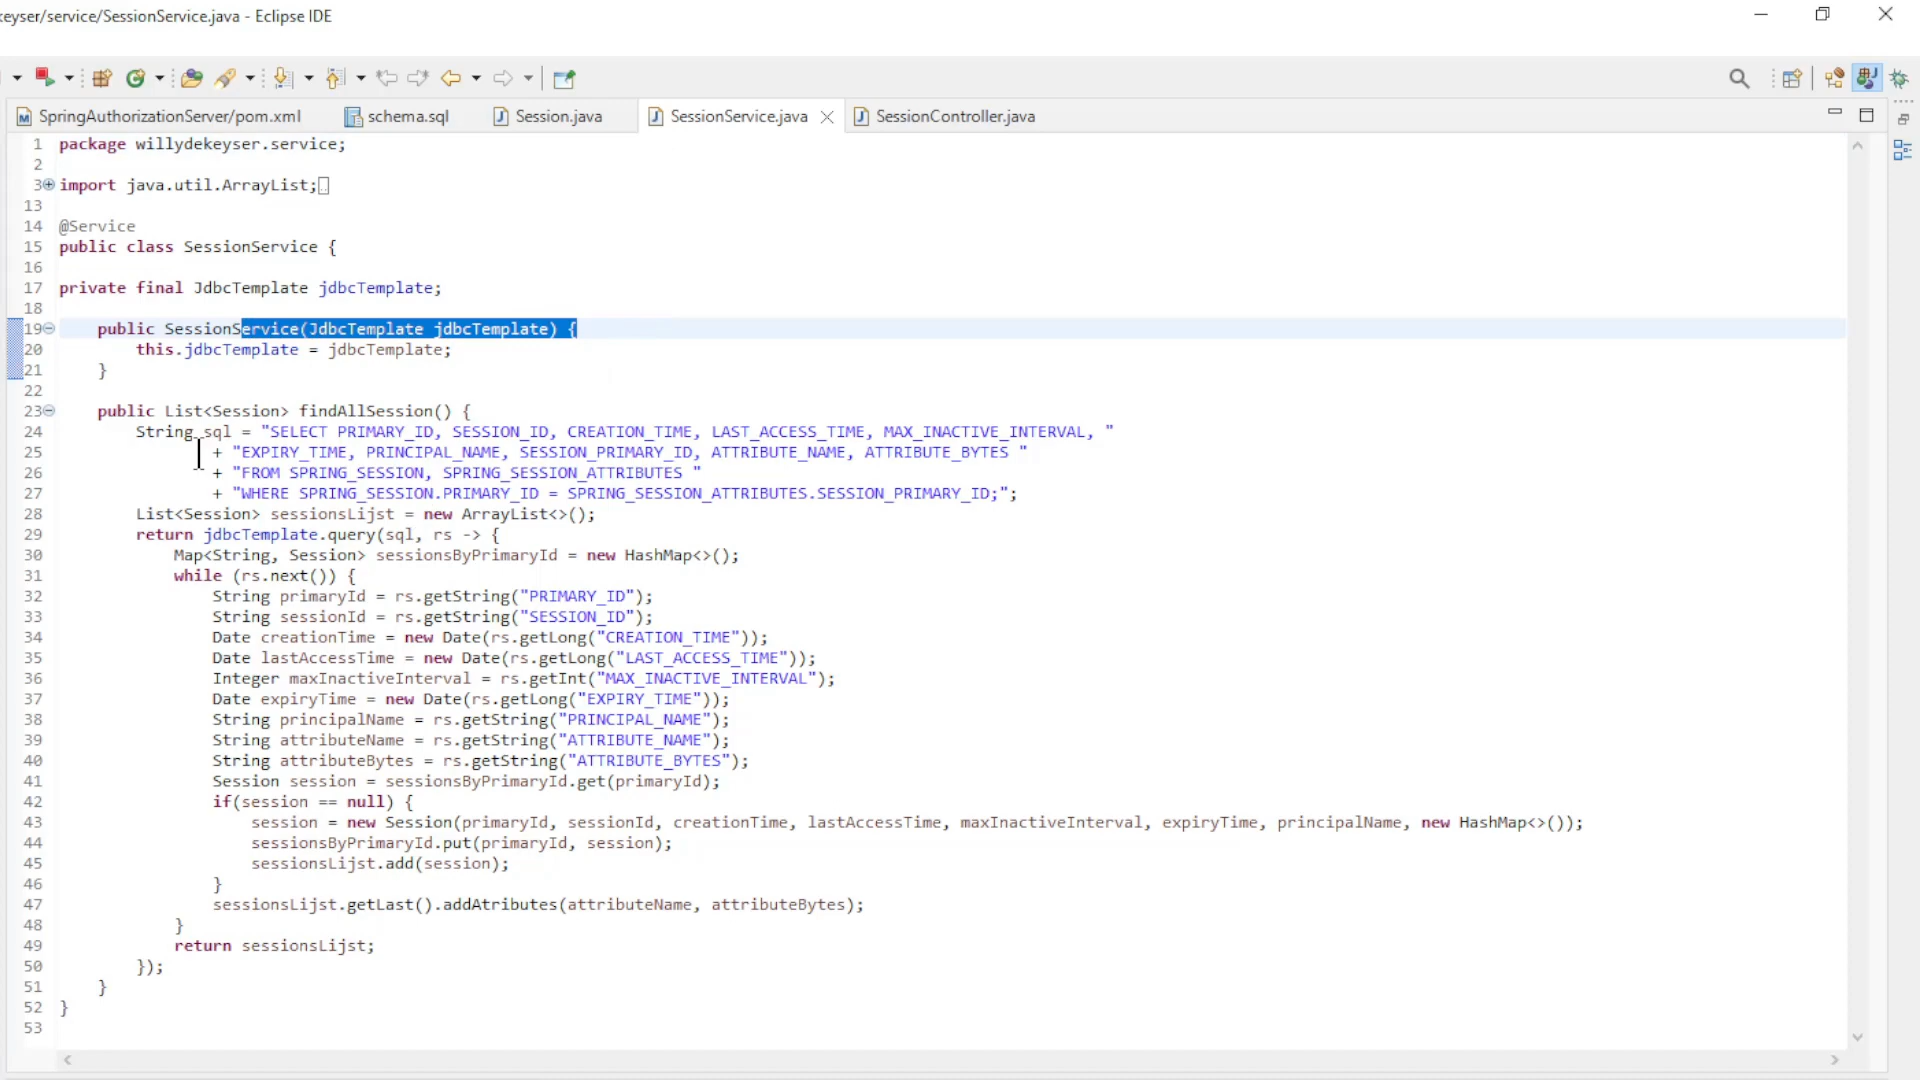 keyser/service/SessionService.java - Eclipse IDE
SpringAuthorizationServer/pom.xml schema.sql Session.java SessionService.java SessionController.java
1 package willydekeyser.service;
2
3 import java.util.ArrayList;
13
14 @Service
15 public class SessionService {
16
17 private final JdbcTemplate jdbcTemplate;
18
19 public SessionService(JdbcTemplate jdbcTemplate) {
20 this.jdbcTemplate = jdbcTemplate;
21 }
22
23 public List<Session> findAllSession() {
24 String sql = "SELECT PRIMARY_ID, SESSION_ID, CREATION_TIME, LAST_ACCESS_TIME, MAX_INACTIVE_INTERVAL, "
25 + "EXPIRY_TIME, PRINCIPAL_NAME, SESSION_PRIMARY_ID, ATTRIBUTE_NAME, ATTRIBUTE_BYTES "
26 + "FROM SPRING_SESSION, SPRING_SESSION_ATTRIBUTES "
27 + "WHERE SPRING_SESSION.PRIMARY_ID = SPRING_SESSION_ATTRIBUTES.SESSION_PRIMARY_ID;";
28 List<Session> sessionsLijst = new ArrayList<>();
29 return jdbcTemplate.query(sql, rs -> {
30 Map<String, Session> sessionsByPrimaryId = new HashMap<>();
31 while (rs.next()) {
32 String primaryId = rs.getString("PRIMARY_ID");
33 String sessionId = rs.getString("SESSION_ID");
34 Date creationTime = new Date(rs.getLong("CREATION_TIME"));
35 Date lastAccessTime = new Date(rs.getLong("LAST_ACCESS_TIME"));
36 Integer maxInactiveInterval = rs.getInt("MAX_INACTIVE_INTERVAL");
37 Date expiryTime = new Date(rs.getLong("EXPIRY_TIME"));
38 String principalName = rs.getString("PRINCIPAL_NAME");
39 String attributeName = rs.getString("ATTRIBUTE_NAME");
40 String attributeBytes = rs.getString("ATTRIBUTE_BYTES");
41 Session session = sessionsByPrimaryId.get(primaryId);
42 if(session == null) {
43 session = new Session(primaryId, sessionId, creationTime, lastAccessTime, maxInactiveInterval, expiryTime, principalName, new HashMap<>());
44 sessionsByPrimaryId.put(primaryId, session);
45 sessionsLijst.add(session);
46 }
47 sessionsLijst.getLast().addAtributes(attributeName, attributeBytes);
48 }
49 return sessionsLijst;
50 });
51 }
52 }
53